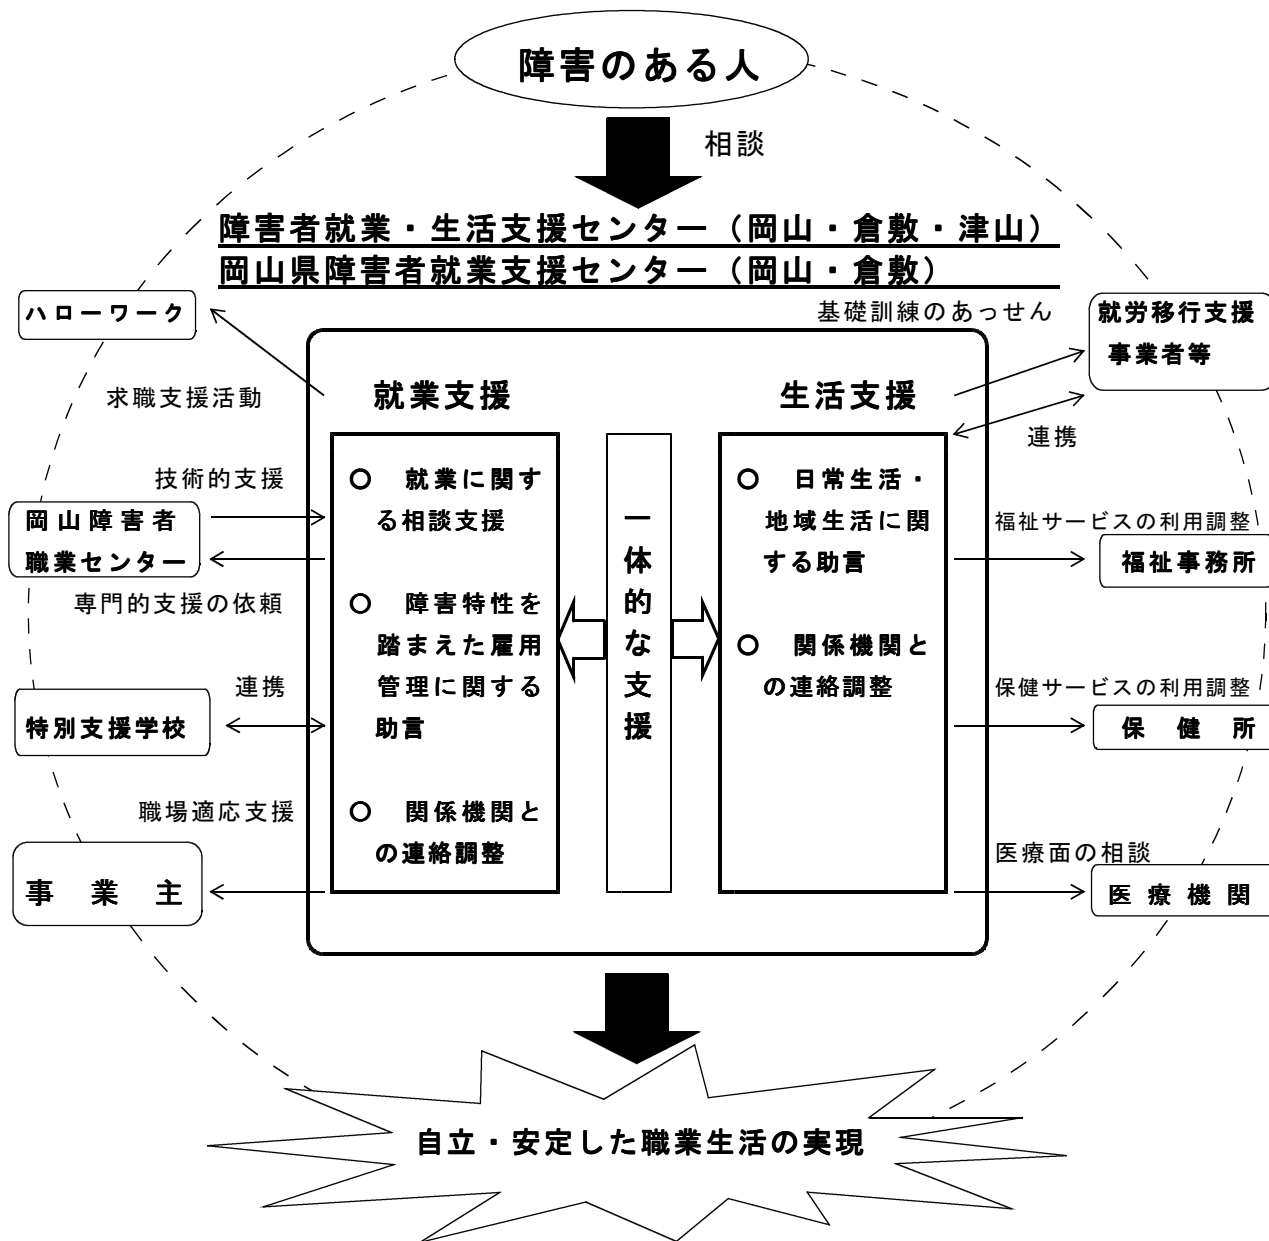 障害のある人
相談
障害者就業・生活支援センター（岡山・倉敷・津山）
岡山県障害者就業支援センター（岡山・倉敷）
ハローワーク
求職支援活動
技術的支援
岡山障害者
職業センター
専門的支援の依頼
連携
特別支援学校
職場適応支援
事業主
就業支援
○　就業に関す
る相談支援
○　障害特性を
踏まえた雇用
管理に関する
助言
○　関係機関と
の連絡調整
一体的な支援
生活支援
○　日常生活・
地域生活に関
する助言
○　関係機関と
の連絡調整
基礎訓練のあっせん
就労移行支援
事業者等
連携
福祉サービスの利用調整
福祉事務所
保健サービスの利用調整
保健所
医療面の相談
医療機関
自立・安定した職業生活の実現